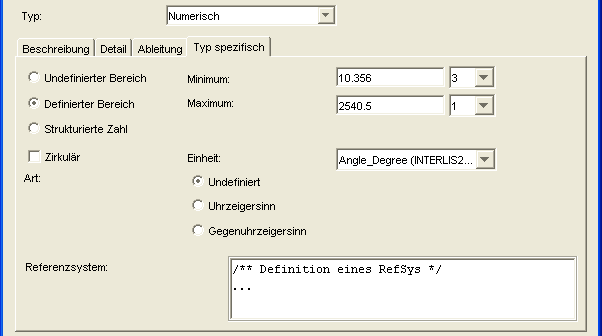 Typ: Numerisch
Beschreibung Detail Ableitung Typ spezifisch
Undefinierter Bereich Minimum: 10.356 3
Definierter Bereich Maximum: 2540.5 1
Strukturierte Zahl
Zirkulär Einheit: Angle_Degree (INTERLIS2...
Art: Undefiniert
Uhrzeigersinn
Gegenuhrzeigersinn
Referenzsystem: /** Definition eines RefSys */
...